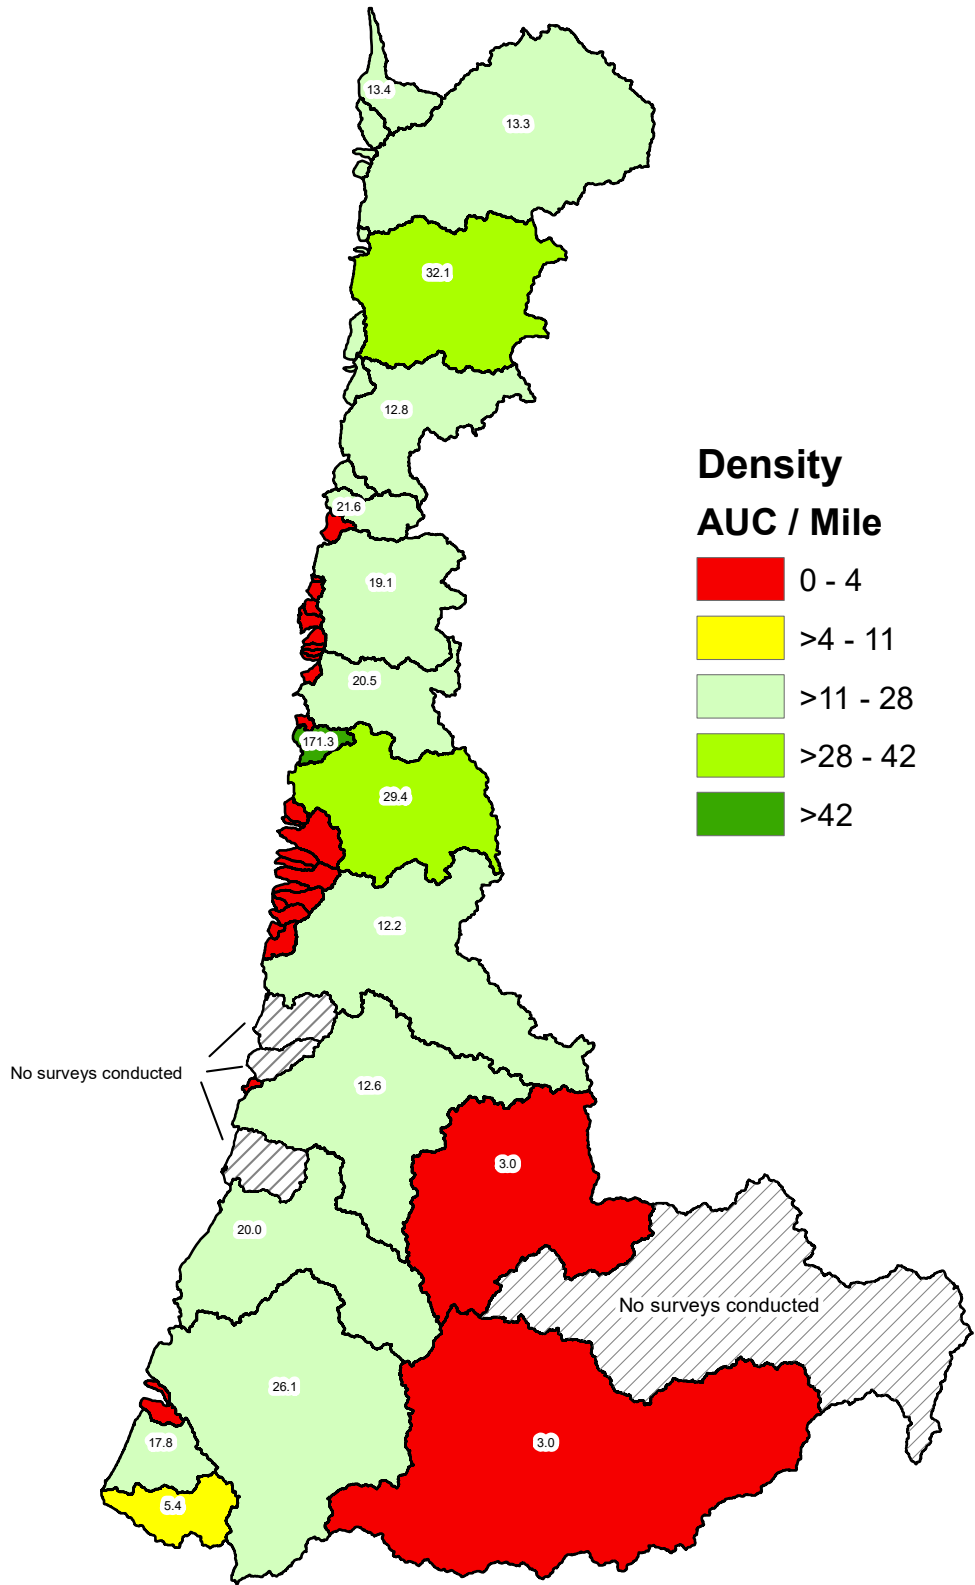 13.4
13.3
32.1
12.8
21.6
19.1
20.5
171.3
29.4
12.2
No surveys conducted
12.6
3.0
20.0
No surveys conducted
26.1
17.8
3.0
5.4
Density
AUC / Mile
0 - 4
>4 - 11
>11 - 28
>28 - 42
>42